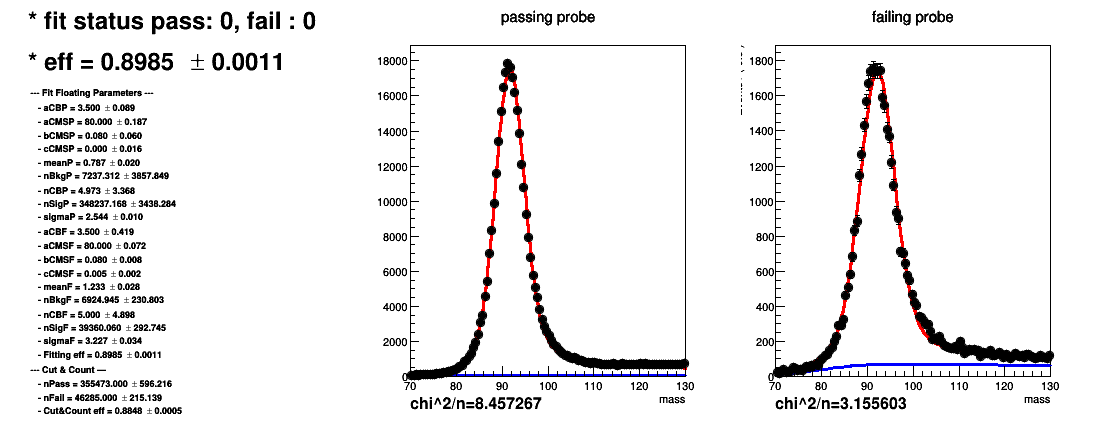 * fit status pass: 0, fail : 0
* eff = 0.8985 ± 0.0011
--- Fit Floating Parameters ---
- aCBP = 3.500 ± 0.089
- aCMSP = 80.000 ± 0.187
- bCMSP = 0.080 ± 0.060
- cCMSP = 0.000 ± 0.016
- meanP = 0.787 ± 0.020
- nBkgP = 7237.312 ± 3857.849
- nCBP = 4.973 ± 3.368
- nSigP = 348237.168 ± 3438.284
- sigmaP = 2.544 ± 0.010
- aCBF = 3.500 ± 0.419
- aCMSF = 80.000 ± 0.072
- bCMSF = 0.080 ± 0.008
- cCMSF = 0.005 ± 0.002
- meanF = 1.233 ± 0.028
- nBkgF = 6924.945 ± 230.803
- nCBF = 5.000 ± 4.898
- nSigF = 39360.060 ± 292.745
- sigmaF = 3.227 ± 0.034
- Fitting eff = 0.8985 ± 0.0011
--- Cut & Count ---
- nPass = 355473.000 ± 596.216
- nFail = 46285.000 ± 215.139
- Cut&Count eff = 0.8848 ± 0.0005
passing probe
18000
16000
14000
12000
10000
8000
6000
4000
2000
0
70 80 90 100 110 120 130
mass
chi^2/n=8.457267
failing probe
1800
1600
1400
1200
1000
800
600
400
200
0
70 80 90 100 110 120 130
mass
chi^2/n=3.155603